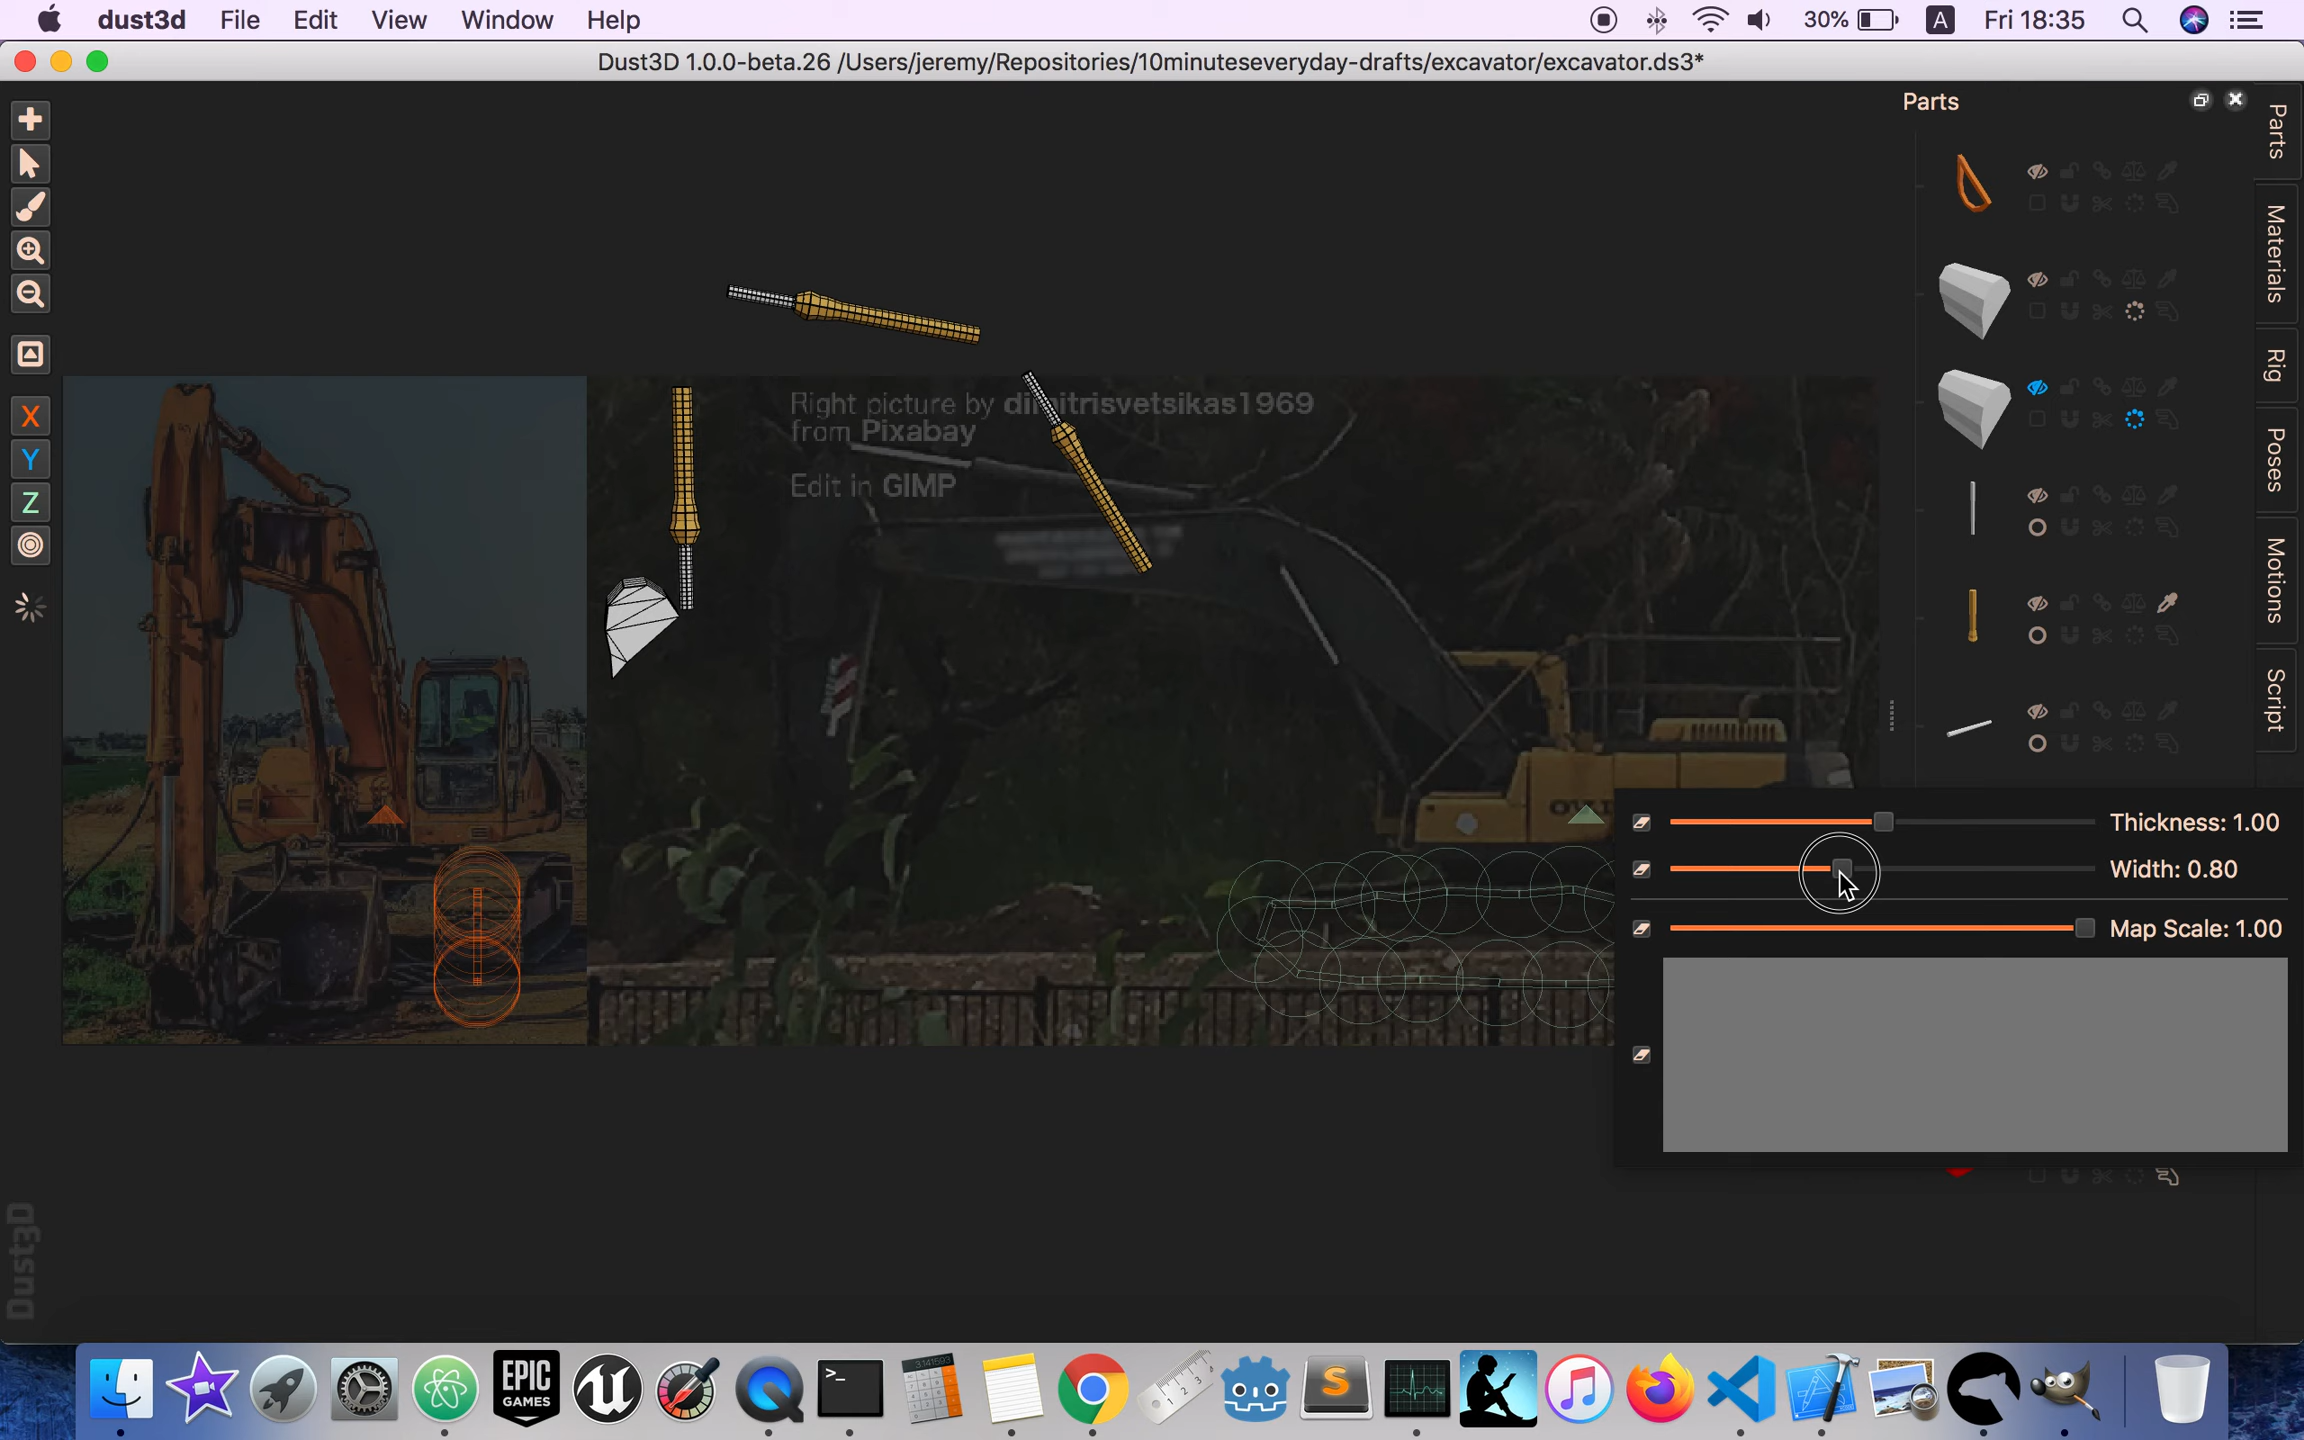 dust3d File Edit View Window Help 30% A Fri 18:35
Dust3D 1.0.0-beta.26 /Users/jeremy/Repositories/10minuteseveryday-drafts/excavator/excavator.ds3*
Parts
Parts
Materials
Rig
Poses
Motions
Script
X
Y
Z
Right picture by dimitrisvetsikas1969
from Pixabay
Edit in GIMP
Thickness: 1.00
Width: 0.80
Map Scale: 1.00
Dust3D
EPIC
GAMES
3.141593